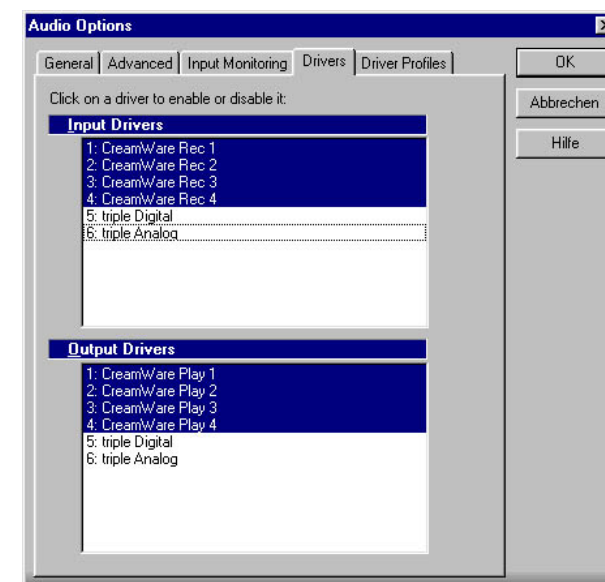 Audio Options
General Advanced Input Monitoring Drivers Driver Profiles
OK
Abbrechen
Hilfe
Click on a driver to enable or disable it:
Input Drivers
1: CreamWare Rec 1
2: CreamWare Rec 2
3: CreamWare Rec 3
4: CreamWare Rec 4
5: triple Digital
6: triple Analog
Output Drivers
1: CreamWare Play 1
2: CreamWare Play 2
3: CreamWare Play 3
4: CreamWare Play 4
5: triple Digital
6: triple Analog